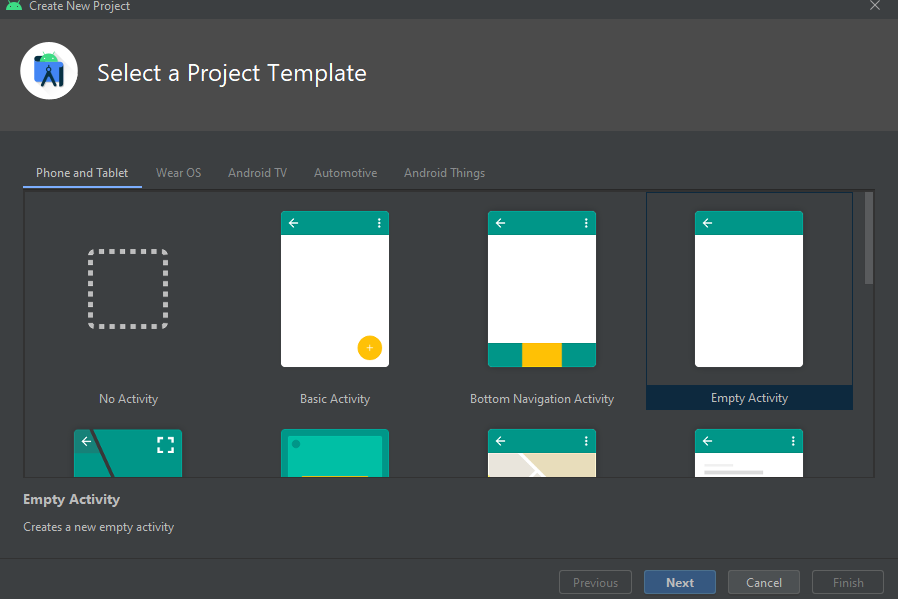 Create New Project
Select a Project Template
Phone and Tablet Wear OS Android TV Automotive Android Things
No Activity Basic Activity Bottom Navigation Activity Empty Activity
Empty Activity
Creates a new empty activity
Previous Next Cancel Finish